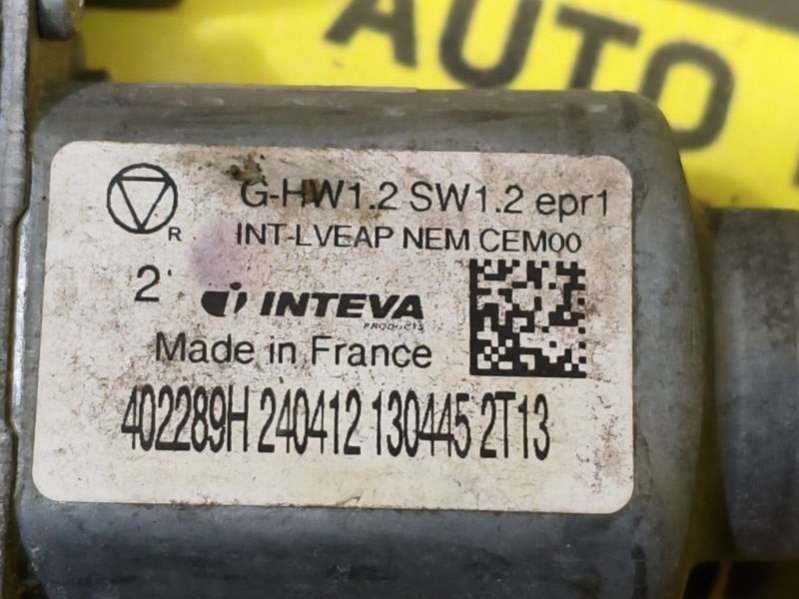 AUTO
G-HW1.2 SW1.2 epr1
R
INT-LVEAP NEM CEM00
2
INTEVA
PRODUCTS
Made in France
402289H 240412 130445 2T13